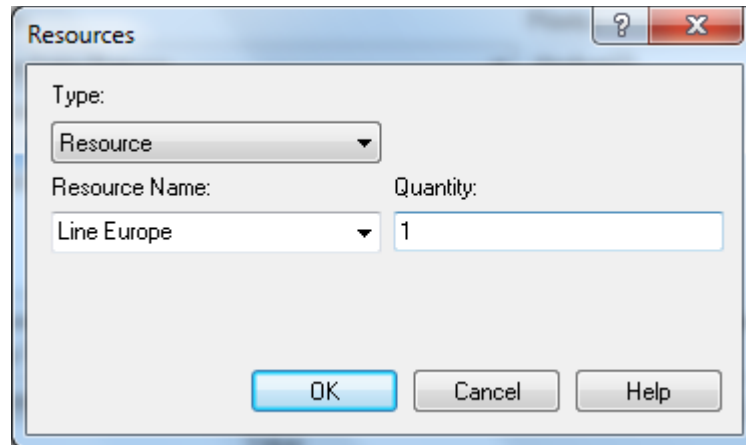 Resources
?
X
Type:
Resource
Resource Name: Quantity:
Line Europe 1
OK Cancel Help